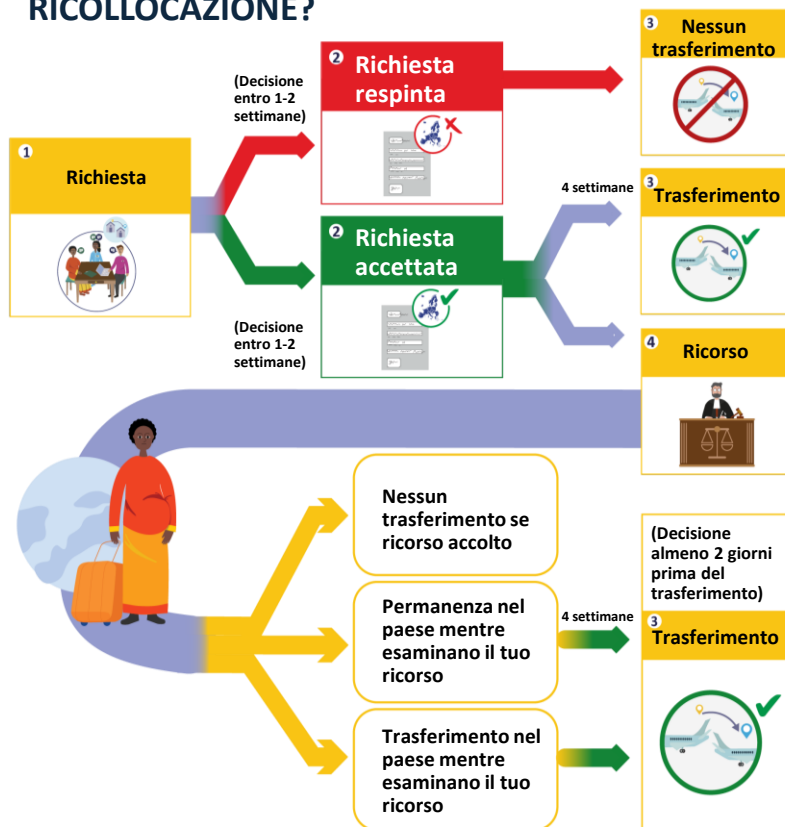 RICOLLOCAZIONE?
1
Richiesta
(Decisione
entro 1-2
settimane)
2
Richiesta
respinta
3
Nessun
trasferimento
(Decisione
entro 1-2
settimane)
2
Richiesta
accettata
4 settimane
3
Trasferimento
4
Ricorso
Nessun
trasferimento se
ricorso accolto
Permanenza nel
paese mentre
esaminano il tuo
ricorso
4 settimane
Trasferimento nel
paese mentre
esaminano il tuo
ricorso
(Decisione
almeno 2 giorni
prima del
trasferimento)
3
Trasferimento